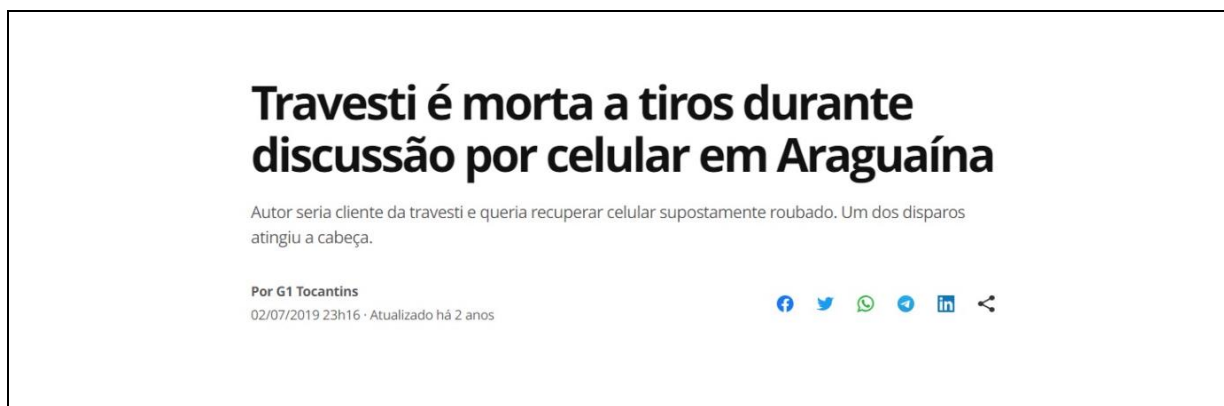 Travesti é morta a tiros durante
discussão por celular em Araguaína
Autor seria cliente da travesti e queria recuperar celular supostamente roubado. Um dos disparos
atingiu a cabeça.
Por G1 Tocantins
02/07/2019 23h16 · Atualizado há 2 anos